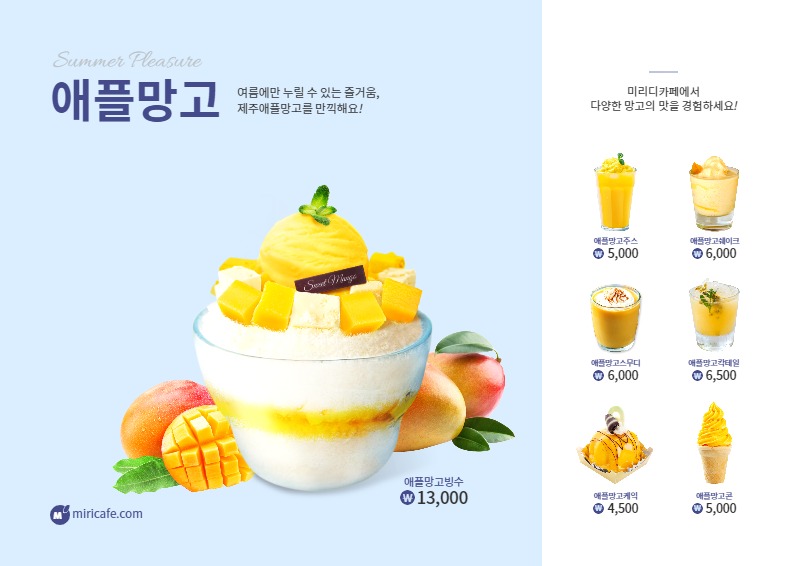 Summer Pleasure
애플망고
여름에만 누릴 수 있는 즐거움,
제주애플망고를 만끽해요!
Sweet Mango
애플망고빙수
₩ 13,000
miricafe.com
미리디카페에서
다양한 망고의 맛을 경험하세요!
애플망고주스
₩ 5,000
애플망고쉐이크
₩ 6,000
애플망고스무디
₩ 6,000
애플망고칵테일
₩ 6,500
애플망고케익
₩ 4,500
애플망고콘
₩ 5,000